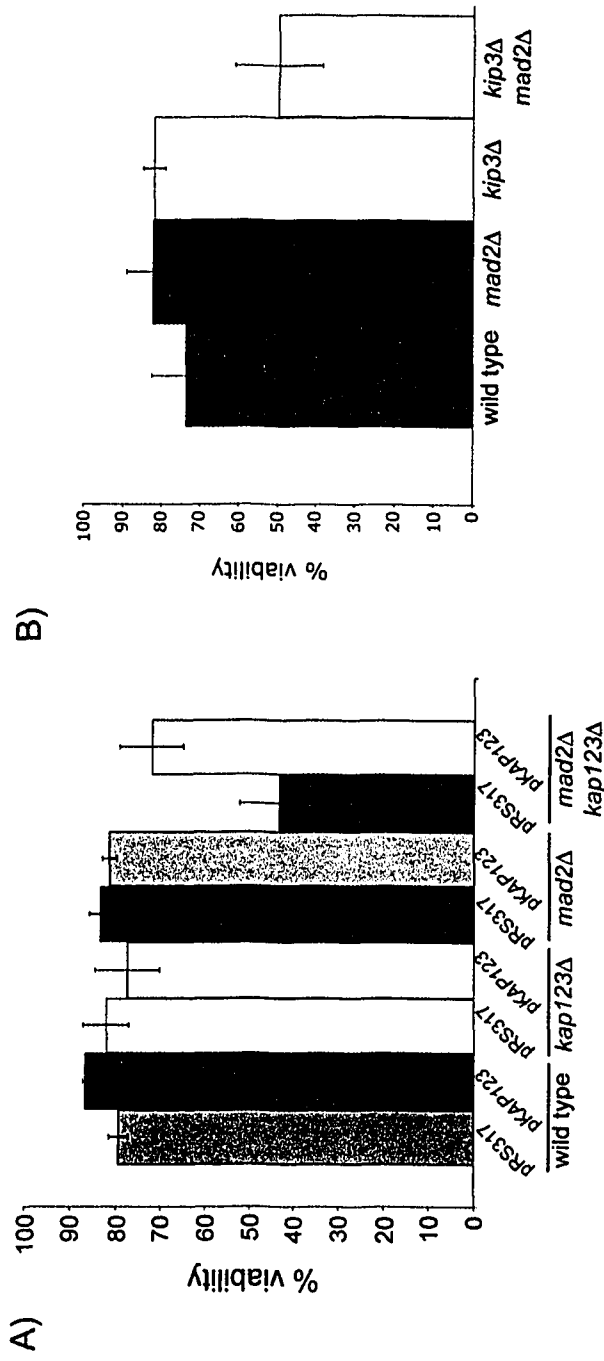 A)
% viability
100
90
80
70
60
50
40
30
20
10
0
pRS317
pKAP123
pRS317
pKAP123
pRS317
pKAP123
pRS317
pKAP123
wild type
kap123Δ
mad2Δ
mad2Δ
kap123Δ
B)
% viability
100
90
80
70
60
50
40
30
20
10
0
wild type
mad2Δ
kip3Δ
kip3Δ
mad2Δ